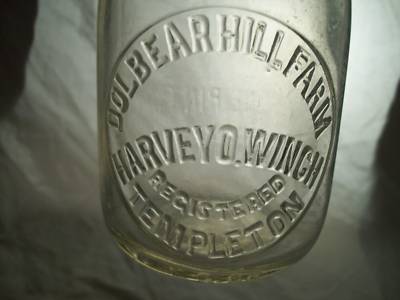 DOLBEAR HILL FARM
HARVEY O. WINCH
REGISTERED
TEMPLETON